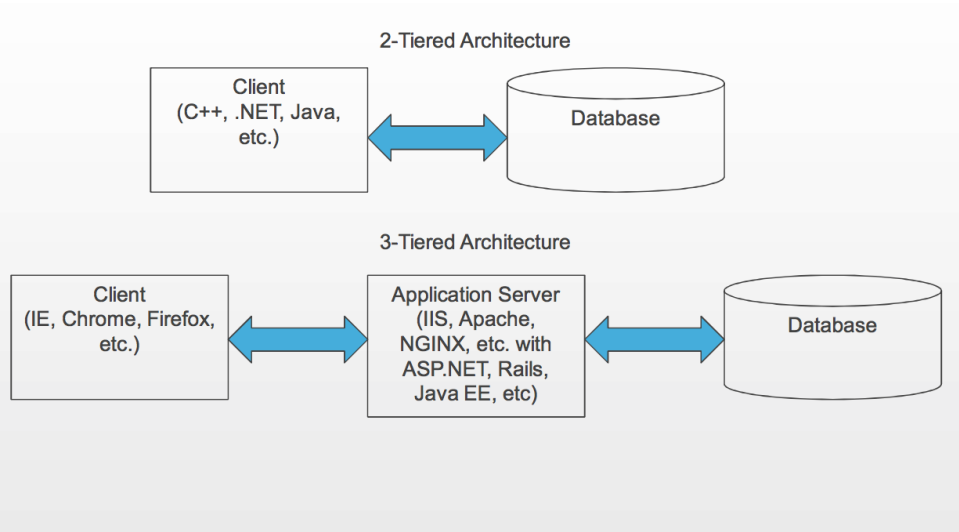 2-Tiered Architecture
Client
(C++, .NET, Java,
etc.)
Database
3-Tiered Architecture
Client
(IE, Chrome, Firefox,
etc.)
Application Server
(IIS, Apache,
NGINX, etc. with
ASP.NET, Rails,
Java EE, etc)
Database